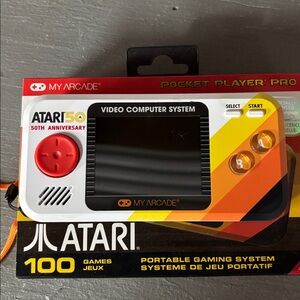 MY ARCADE®
POCKET PLAYER PRO
ATARI 50
50TH ANNIVERSARY
VIDEO COMPUTER SYSTEM
SELECT
START
MY ARCADE®
ATARI®
100 GAMES
JEUX
PORTABLE GAMING SYSTEM
SYSTEME DE JEU PORTATIF